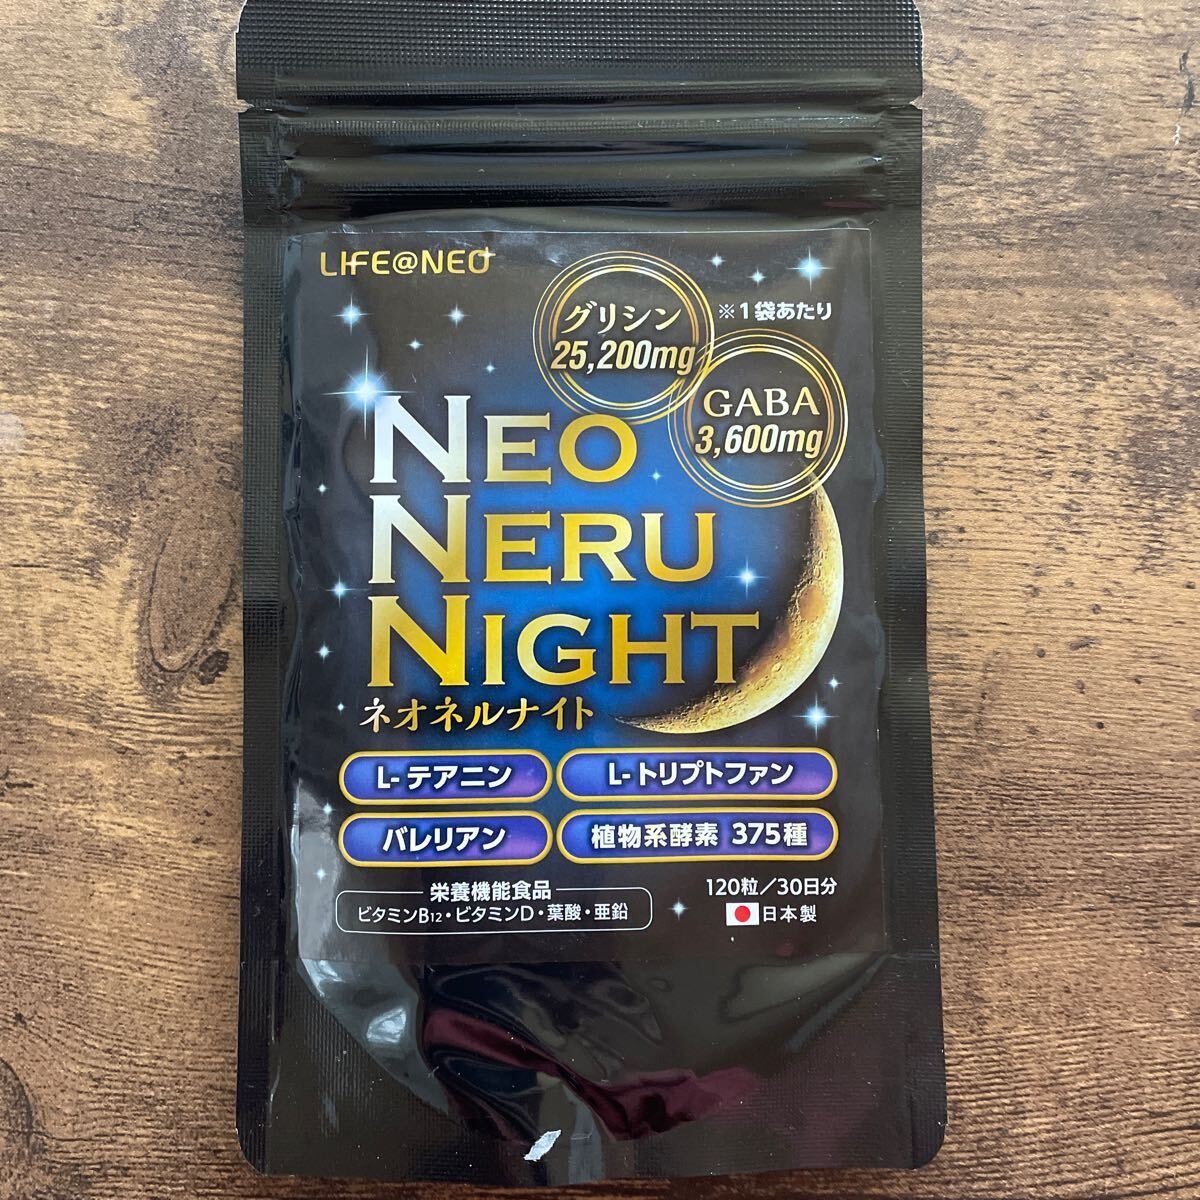 LIFE@NEO
グリシン
25,200mg
※1袋あたり
GABA
3,600mg
NEO
NERU
NIGHT
ネオネルナイト
L-テアニン
L-トリプトファン
バレリアン
植物系酵素 375種
栄養機能食品
ビタミンB12・ビタミンD・葉酸・亜鉛
120粒/30日分
日本製